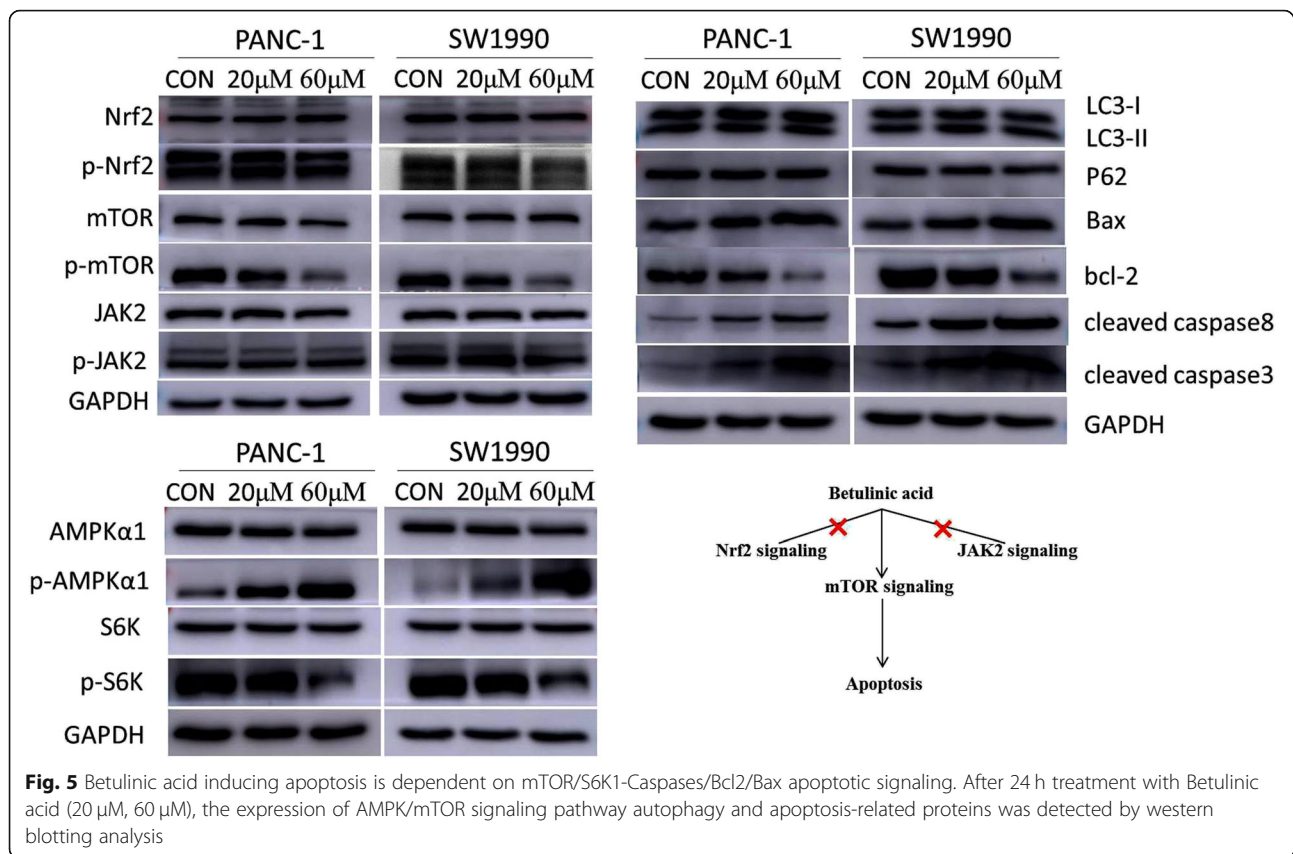 PANC-1 SW1990
CON 20μM 60μM CON 20μM 60μM
Nrf2
p-Nrf2
mTOR
p-mTOR
JAK2
p-JAK2
GAPDH
PANC-1 SW1990
CON 20μM 60μM CON 20μM 60μM
LC3-I
LC3-II
P62
Bax
bcl-2
cleaved caspase8
cleaved caspase3
GAPDH
PANC-1 SW1990
CON 20μM 60μM CON 20μM 60μM
AMPKα1
p-AMPKα1
S6K
p-S6K
GAPDH
Betulinic acid
Nrf2 signaling JAK2 signaling
mTOR signaling
Apoptosis
Fig. 5 Betulinic acid inducing apoptosis is dependent on mTOR/S6K1-Caspases/Bcl2/Bax apoptotic signaling. After 24 h treatment with Betulinic
acid (20 μM, 60 μM), the expression of AMPK/mTOR signaling pathway autophagy and apoptosis-related proteins was detected by western
blotting analysis